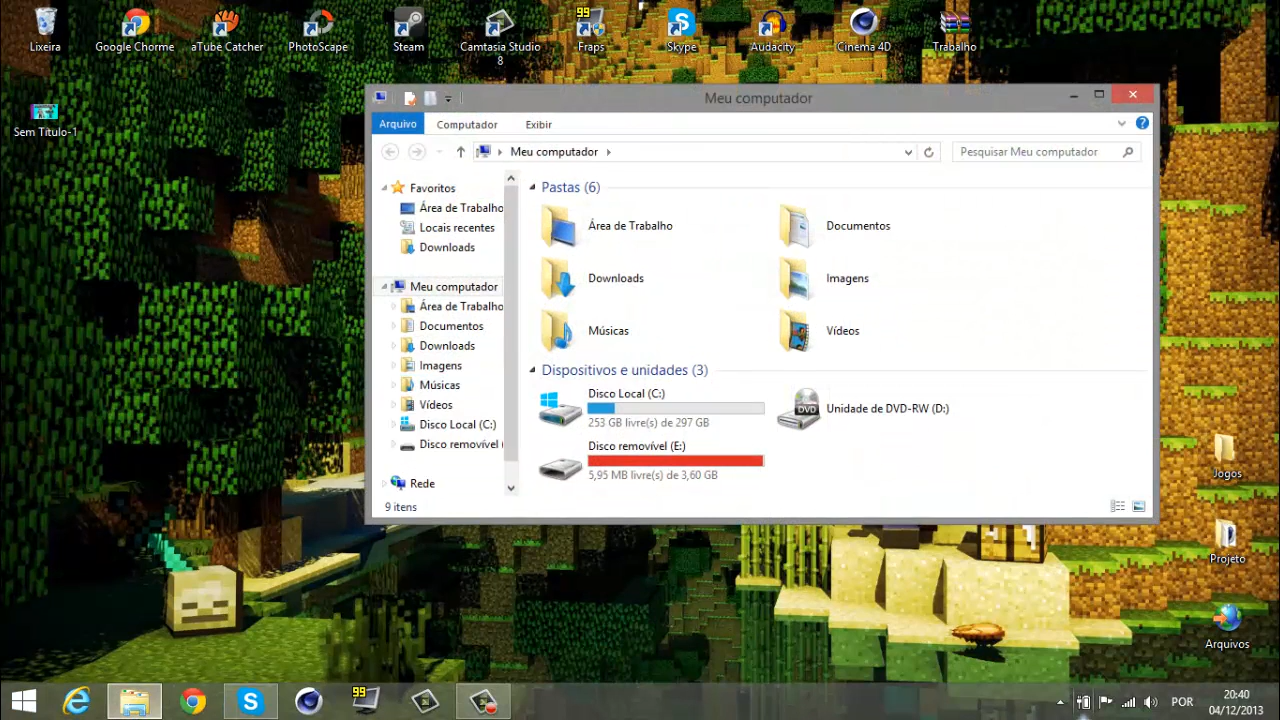 Lixeira
Google Chorme
aTube Catcher
PhotoScape
Steam
Camtasia Studio
8
99
Fraps
Skype
Audacity
Cinema 4D
Trabalho
Sem Título-1
Meu computador
Arquivo
Computador
Exibir
Meu computador
Pesquisar Meu computador
Favoritos
Área de Trabalho
Locais recentes
Downloads
Meu computador
Área de Trabalho
Documentos
Downloads
Imagens
Músicas
Vídeos
Disco Local (C:)
Disco removível (
Rede
Pastas (6)
Área de Trabalho
Documentos
Downloads
Imagens
Músicas
Vídeos
Dispositivos e unidades (3)
Disco Local (C:)
253 GB livre(s) de 297 GB
DVD
Unidade de DVD-RW (D:)
Disco removível (E:)
5,95 MB livre(s) de 3,60 GB
9 itens
Jogos
Projeto
Arquivos
99
POR
20:40
04/12/2013